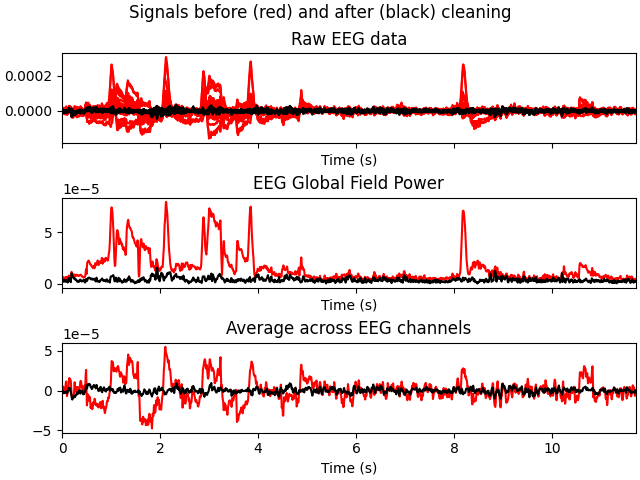 Signals before (red) and after (black) cleaning
Raw EEG data
0.0002
0.0000
Time (s)
EEG Global Field Power
1e−5
5
0
Time (s)
Average across EEG channels
1e−5
5
0
−5
0 2 4 6 8 10
Time (s)